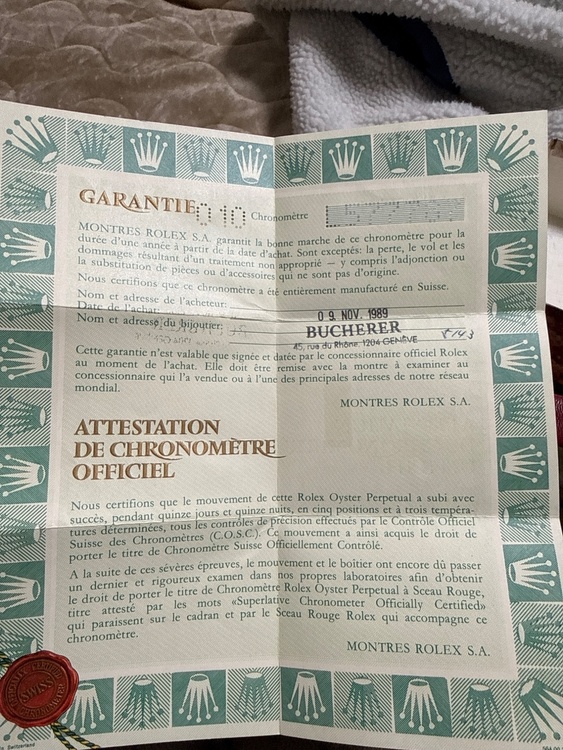 GARANTIE 010 Chronomètre
MONTRES ROLEX S.A. garantit la bonne marche de ce chronomètre pour la
durée d'une année à partir de la date d'achat. Sont exceptés: la perte, le vol et les
dommages résultant d'un traitement non approprié – y compris l'adjonction ou
la substitution de pièces ou d'accessoires qui ne sont pas d'origine.
Nous certifions que ce chronomètre a été entièrement manufacturé en Suisse.
Nom et adresse de l'acheteur:
Date de l'achat: 09. NOV. 1989
Nom et adresse du bijoutier: BUCHERER
45, rue du Rhône, 1204 GENÈVE
Cette garantie n'est valable que signée et datée par le concessionnaire officiel Rolex
au moment de l'achat. Elle doit être remise avec la montre à examiner au
concessionnaire qui l'a vendue ou à l'une des principales adresses de notre réseau
mondial.
MONTRES ROLEX S.A.
ATTESTATION
DE CHRONOMÈTRE
OFFICIEL
Nous certifions que le mouvement de cette Rolex Oyster Perpetual a subi avec
succès, pendant quinze jours et quinze nuits, en cinq positions et à trois tempéra-
tures déterminées, tous les contrôles de précision effectués par le Contrôle Officiel
Suisse des Chronomètres (C.O.S.C.). Ce mouvement a ainsi acquis le droit de
porter le titre de Chronomètre Suisse Officiellement Contrôlé.
A la suite de ces sévères épreuves, le mouvement et le boîtier ont encore dû passer
un dernier et rigoureux examen dans nos propres laboratoires afin d'obtenir
le droit de porter le titre de Chronomètre Rolex Oyster Perpetual à Sceau Rouge,
titre attesté par les mots «Superlative Chronometer Officially Certified»
qui paraissent sur le cadran et par le Sceau Rouge Rolex qui accompagne ce
chronomètre.
MONTRES ROLEX S.A.
SWISS
Switzerland